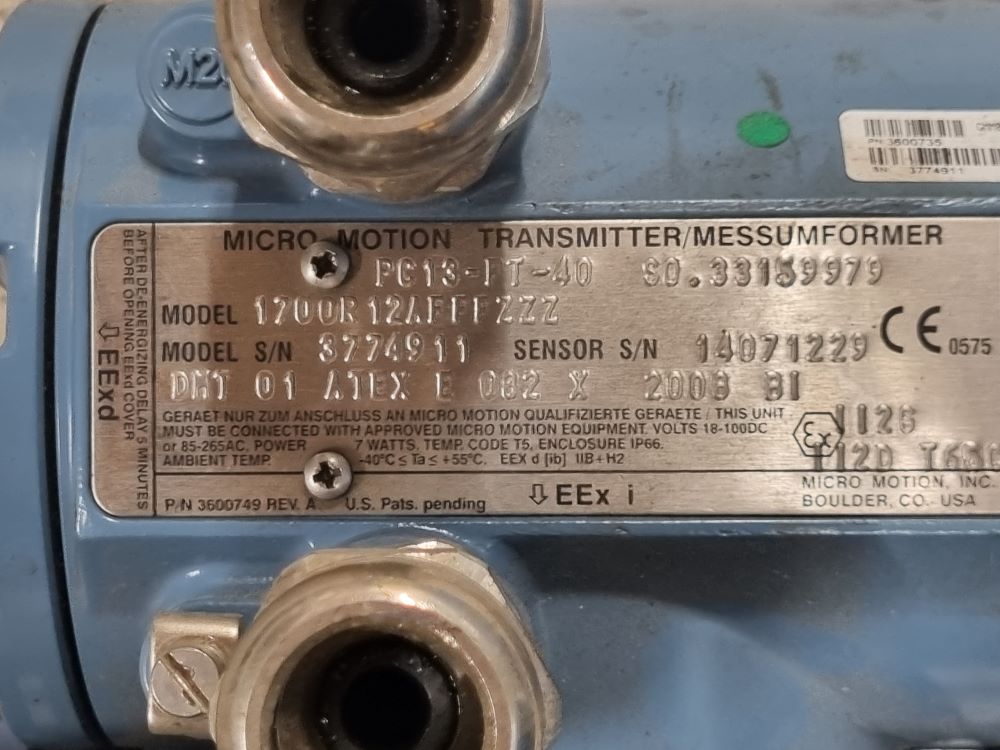 M20
PN 3600735
SN 3774911
MICRO MOTION TRANSMITTER/MESSUMFORMER
PG13-FT-40 SO.33159979
MODEL 1700R12AFFFZZZ
MODEL S/N 3774911 SENSOR S/N 14071229
CE 0575
DMT 01 ATEX E 082 X 2008 BI
GERAET NUR ZUM ANSCHLUSS AN MICRO MOTION QUALIFIZIERTE GERAETE / THIS UNIT
MUST BE CONNECTED WITH APPROVED MICRO MOTION EQUIPMENT. VOLTS 18-100DC
or 85-265AC, POWER 7 WATTS, TEMP. CODE T5, ENCLOSURE IP66.
AMBIENT TEMP. -40°C ≤ Ta ≤ +55°C, EEX d [ib] IIB+H2
Ex II2G
II2D
MICRO MOTION, INC.
BOULDER, CO. USA
P/N 3600749 REV. A U.S. Pats. pending
⇩ EEx i
⇩ EExd
AFTER DE-ENERGIZING DELAY 5 MINUTES
BEFORE OPENING EExd COVER